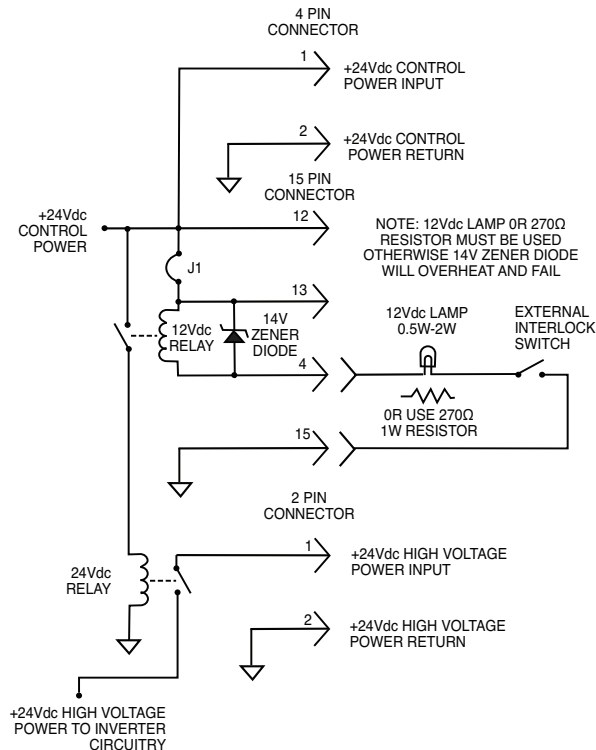 4 PIN
CONNECTOR
1
+24Vdc CONTROL
POWER INPUT
2
+24Vdc CONTROL
POWER RETURN
15 PIN
CONNECTOR
+24Vdc
CONTROL
POWER
12
NOTE: 12Vdc LAMP 0R 270Ω
RESISTOR MUST BE USED
OTHERWISE 14V ZENER DIODE
WILL OVERHEAT AND FAIL
J1
13
12Vdc
RELAY
14V
ZENER
DIODE
12Vdc LAMP
0.5W-2W
EXTERNAL
INTERLOCK
SWITCH
4
0R USE 270Ω
1W RESISTOR
15
2 PIN
CONNECTOR
1
+24Vdc HIGH VOLTAGE
POWER INPUT
24Vdc
RELAY
2
+24Vdc HIGH VOLTAGE
POWER RETURN
+24Vdc HIGH VOLTAGE
POWER TO INVERTER
CIRCUITRY